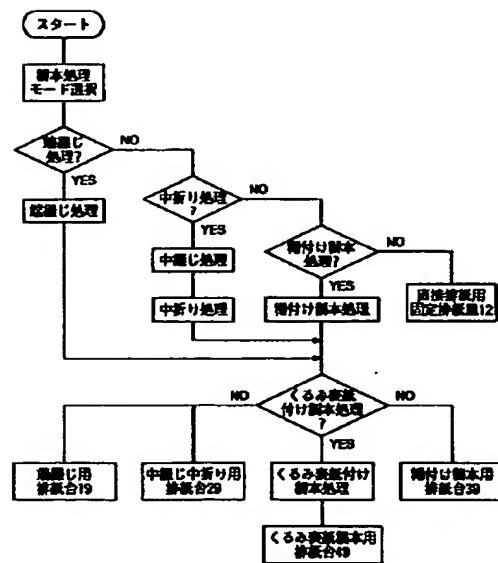 スタート
製本処理
モード選択
端綴じ
処理?
NO
YES
端綴じ処理
中折り処理
?
NO
YES
中綴じ処理
中折り処理
糊付け製本
処理?
NO
YES
糊付け製本処理
直接排紙用
固定排紙皿12
くるみ表紙
付け製本処理
?
NO
NO
YES
端綴じ用
排紙台19
中綴じ中折り用
排紙台29
くるみ表紙付け
製本処理
糊付け製本用
排紙台39
くるみ表紙製本用
排紙台49